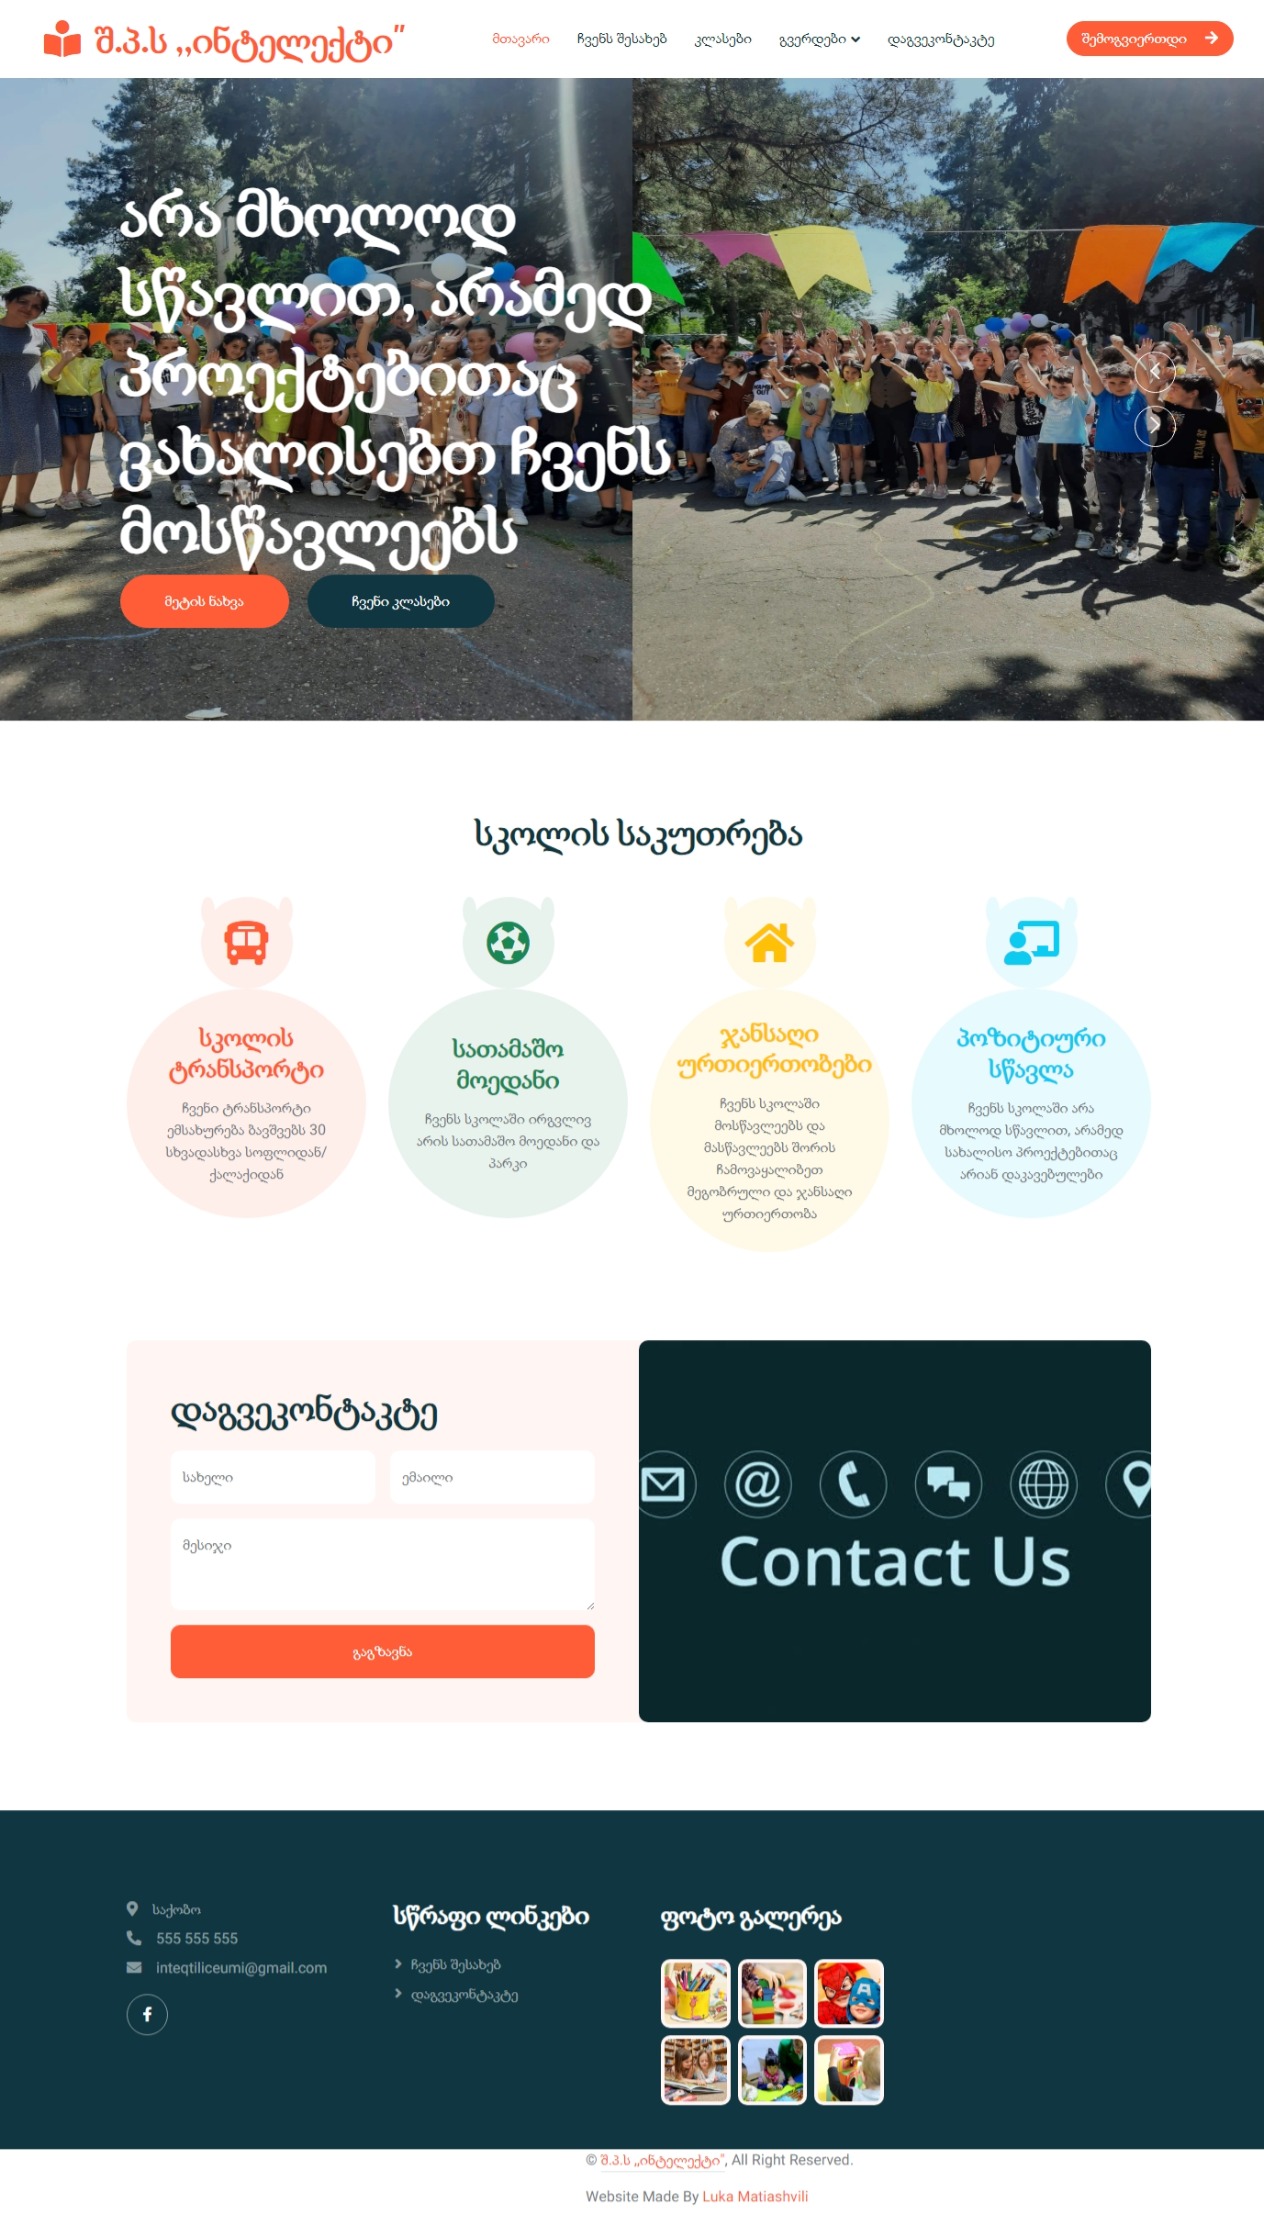 შ.პ.ს ,,ინტელექტი"
მთავარი
ჩვენს შესახებ
კლასები
გვერდები
დაგვეკონტაკტე
შემოგვიერთდი
არა მხოლოდ
სწავლით, არამედ
პროექტებითაც
ვახალისებთ ჩვენს
მოსწავლეებს
მეტის ნახვა
ჩვენი კლასები
სკოლის საკუთრება
სკოლის
ტრანსპორტი
ჩვენი ტრანსპორტი
ემსახურება ბავშვებს 30
სხვადასხვა სოფლიდან/
ქალაქიდან
სათამაშო
მოედანი
ჩვენს სკოლაში ირგვლივ
არის სათამაშო მოედანი და
პარკი
ჯანსაღი
ურთიერთობები
ჩვენს სკოლაში
მოსწავლეებს და
მასწავლეებს შორის
ჩამოვაყალიბეთ
მეგობრული და ჯანსაღი
ურთიერთობა
პოზიტიური
სწავლა
ჩვენს სკოლაში არა
მხოლოდ სწავლით, არამედ
სახალისო პროექტებითაც
არიან დაკავებულები
დაგვეკონტაკტე
სახელი
ემაილი
მესიჯი
გაგზავნა
Contact Us
საქობო
555 555 555
inteqtiliceumi@gmail.com
სწრაფი ლინკები
ჩვენს შესახებ
დაგვეკონტაკტე
ფოტო გალერეა
© შ.პ.ს ,,ინტელექტი", All Right Reserved.
Website Made By Luka Matiashvili